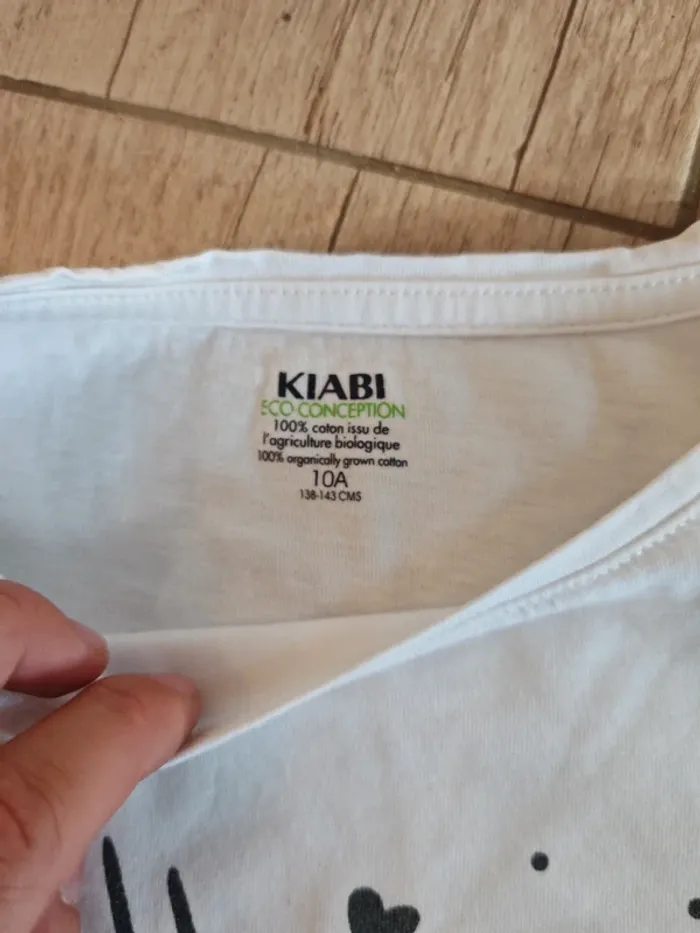 KIABI
ECO CONCEPTION
100% coton issu de
l'agriculture biologique
100% organically grown cotton
10A
138-143 CMS